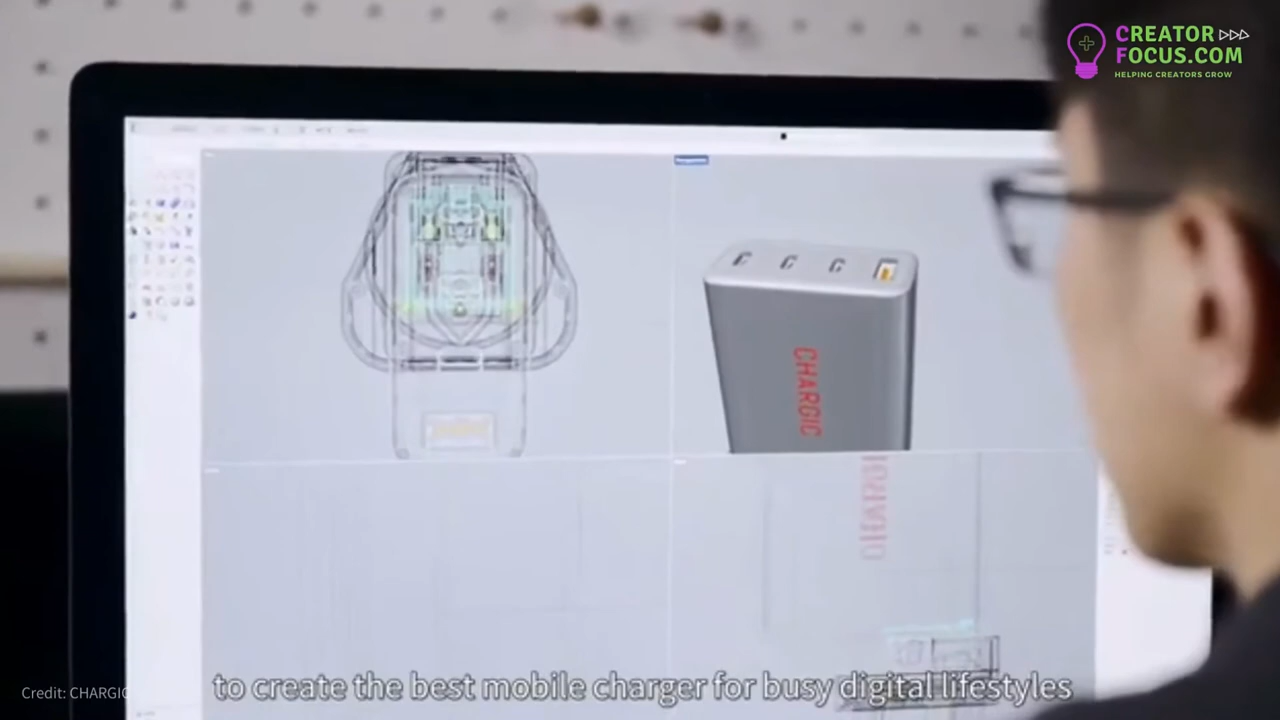 CREATOR
FOCUS.COM
HELPING CREATORS GROW
CHARGIC
to create the best mobile charger for busy digital lifestyles
Credit: CHARGIC